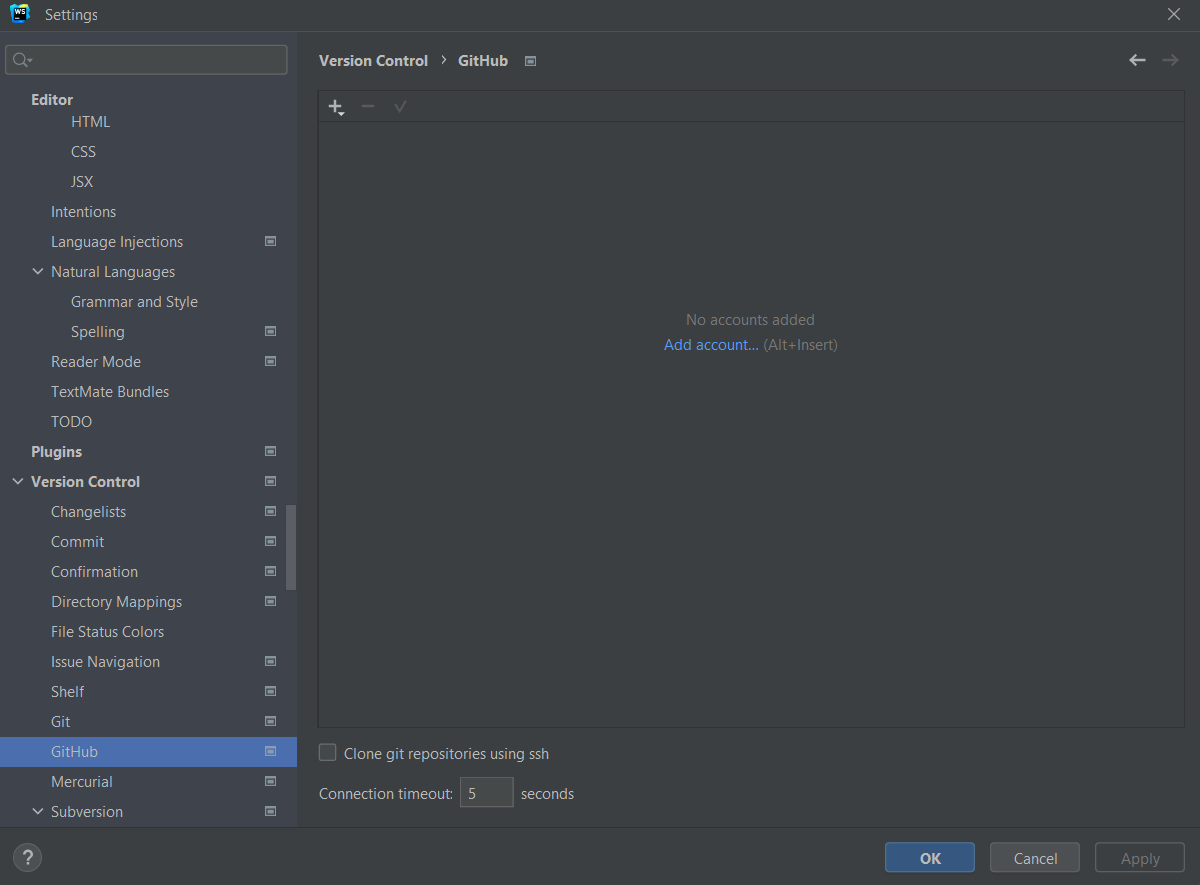 WS
Settings
Version Control › GitHub
Editor
HTML
CSS
JSX
Intentions
Language Injections
Natural Languages
Grammar and Style
Spelling
Reader Mode
TextMate Bundles
TODO
Plugins
Version Control
Changelists
Commit
Confirmation
Directory Mappings
File Status Colors
Issue Navigation
Shelf
Git
GitHub
Mercurial
Subversion
No accounts added
Add account... (Alt+Insert)
Clone git repositories using ssh
Connection timeout: 5 seconds
?
OK
Cancel
Apply